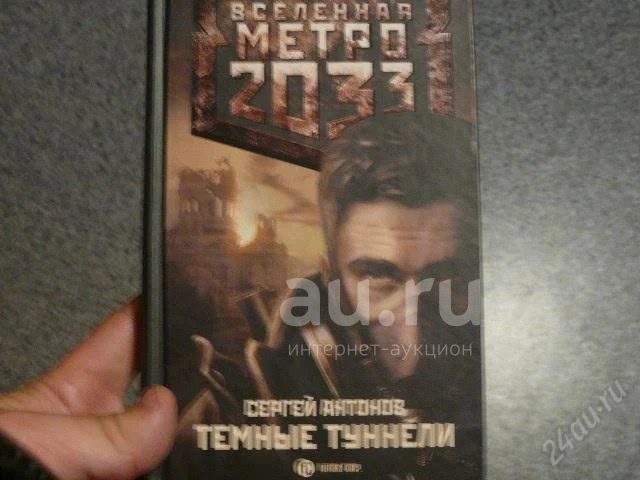 ВСЕЛЕННАЯ
МЕТРО
2033
au.ru
интернет-аукцион
СЕРГЕЙ АНТОНОВ
ТЕМНЫЕ ТУННЕЛИ
24au.ru